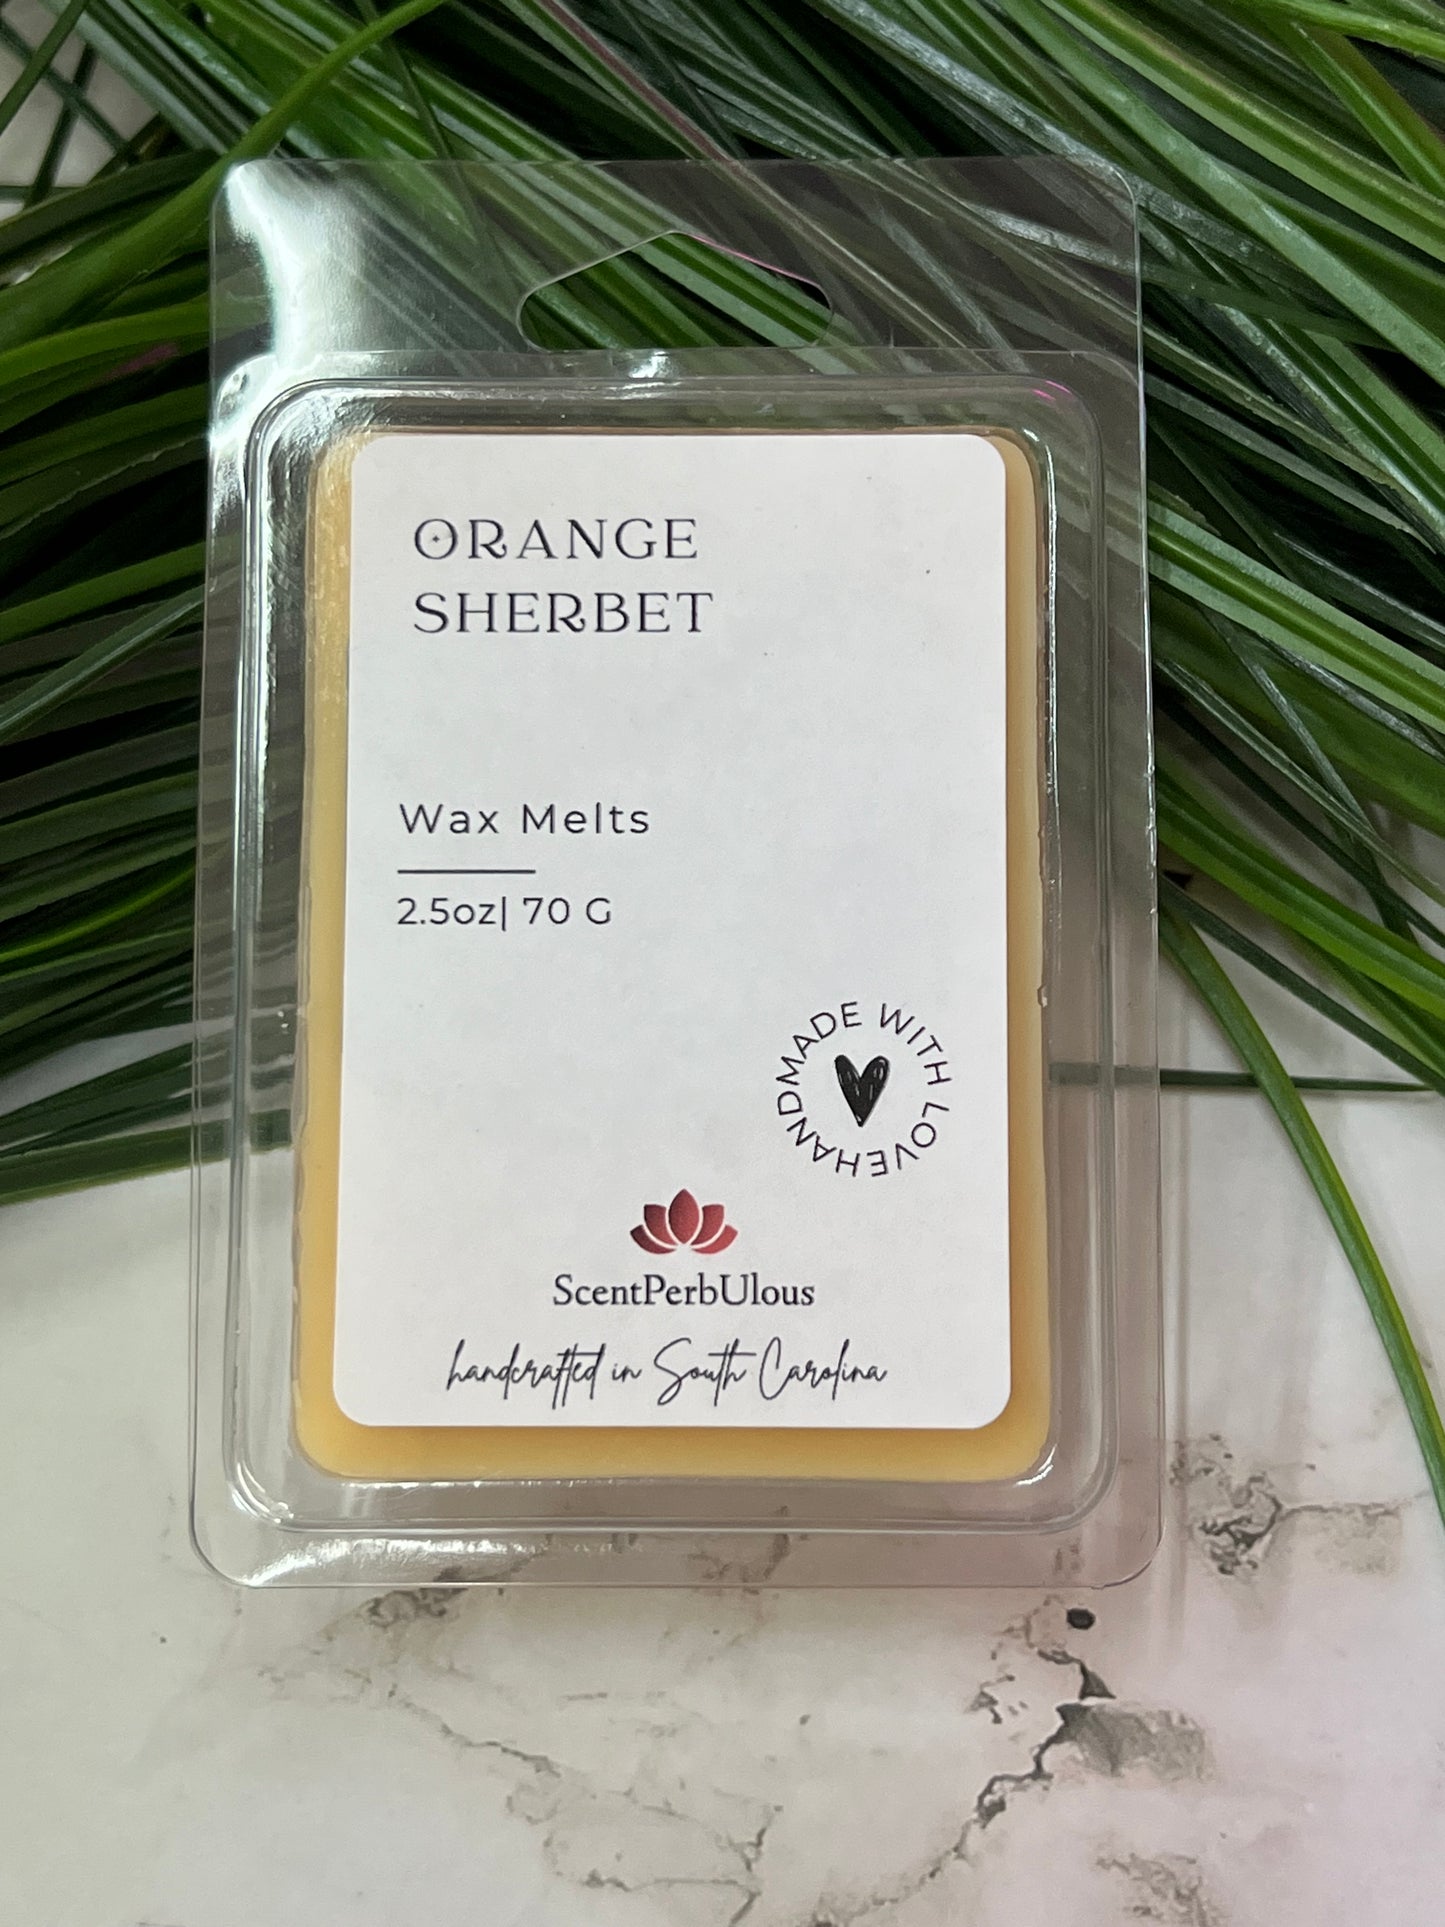 ORANGE
SHERBET
Wax Melts
2.5oz| 70 G
HANDMADE WITH LOVE
ScentPerbUlous
handcrafted in South Carolina